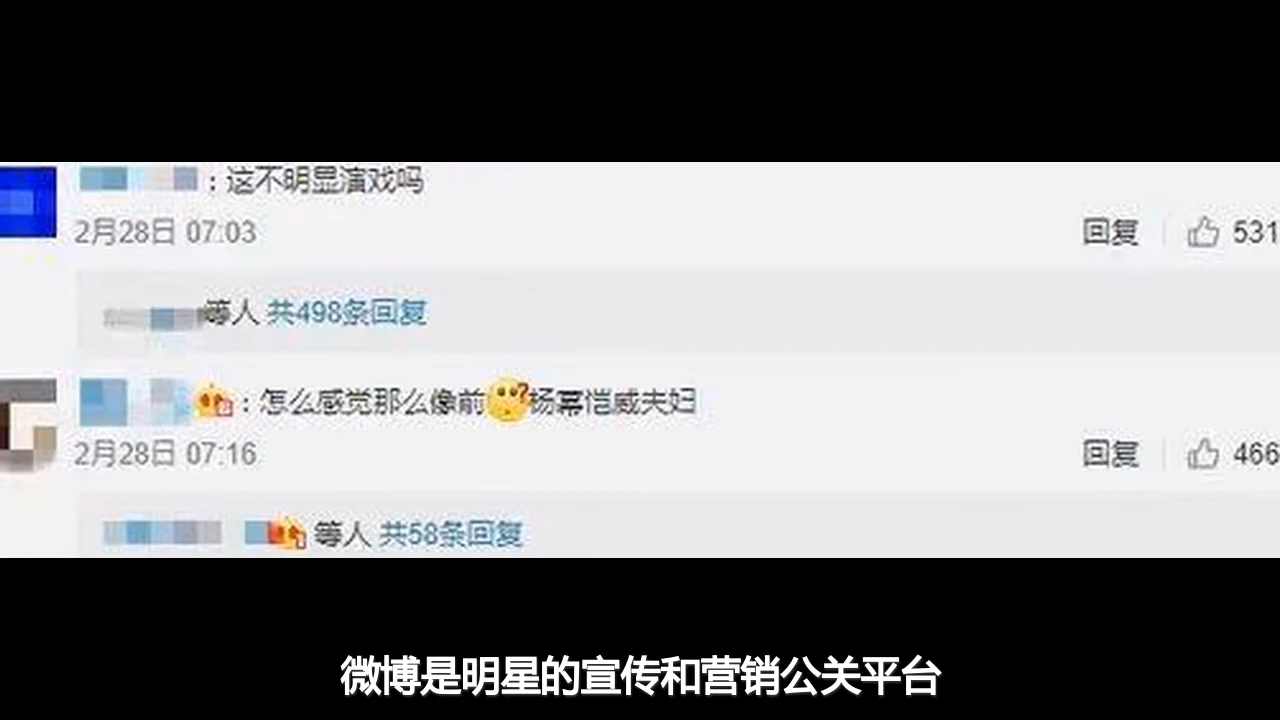 ：这不明显演戏吗
2月28日 07:03
回复 531
等人 共498条回复
：怎么感觉那么像前杨幂恺威夫妇
2月28日 07:16
回复 466
等人 共58条回复
微博是明星的宣传和营销公关平台